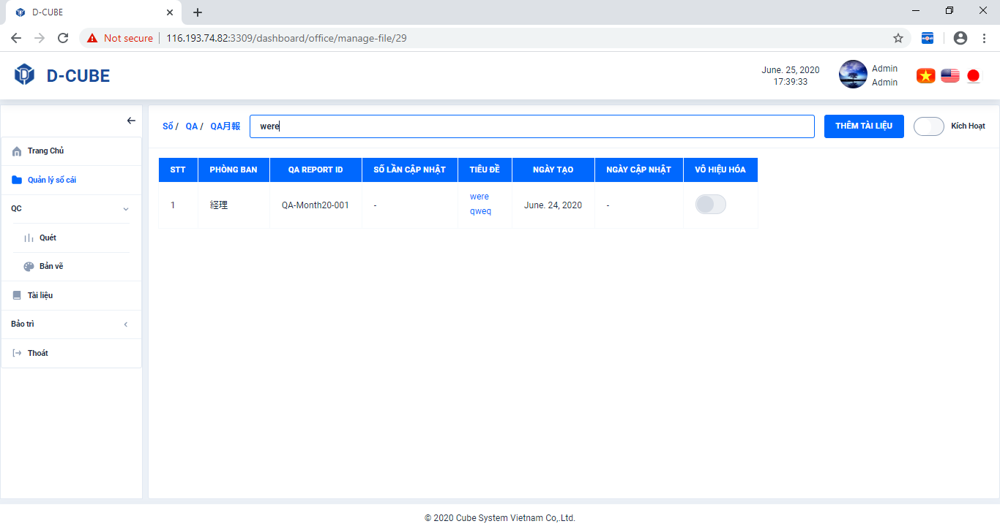 D-CUBE
Not secure
116.193.74.82:3309/dashboard/office/manage-file/29
D-CUBE
June. 25, 2020
17:39:33
Admin
Admin
Sổ / QA / QA月報
were
THÊM TÀI LIỆU
Kích Hoạt
Trang Chủ
Quản lý sổ cái
QC
Quét
Bản vẽ
Tài liệu
Bảo trì
Thoát
STT PHÒNG BAN QA REPORT ID SỐ LẦN CẬP NHẬT TIÊU ĐỀ NGÀY TẠO NGÀY CẬP NHẬT VÔ HIỆU HÓA
1 経理 QA-Month20-001 - were qweq June. 24, 2020 -
© 2020 Cube System Vietnam Co,.Ltd.